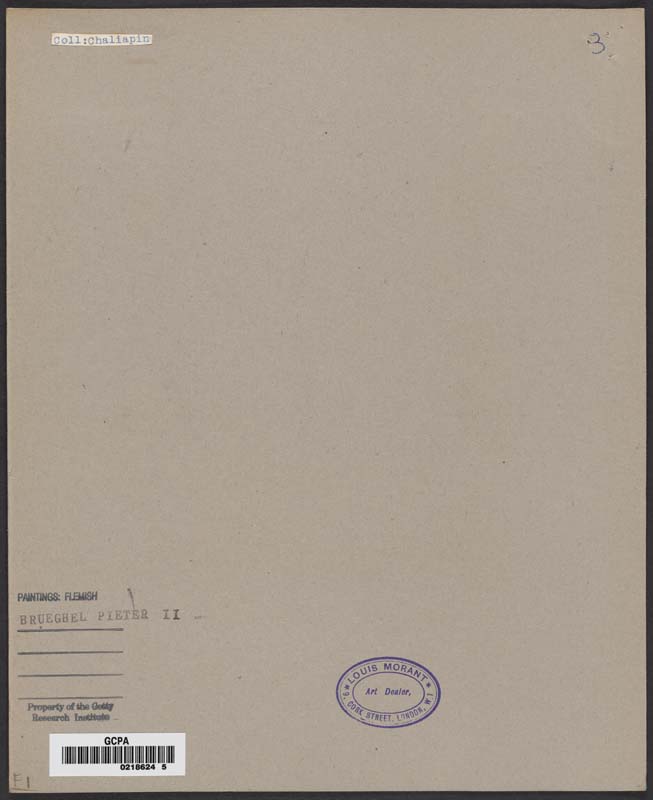 Coll:Chaliapin
3
PAINTINGS: FLEMISH
BRUEGHEL PIETER II
Property of the Getty
Research Institute
LOUIS MORANT
Art Dealer,
9, CORK STREET, LONDON, W1
GCPA
0218624 5
F1